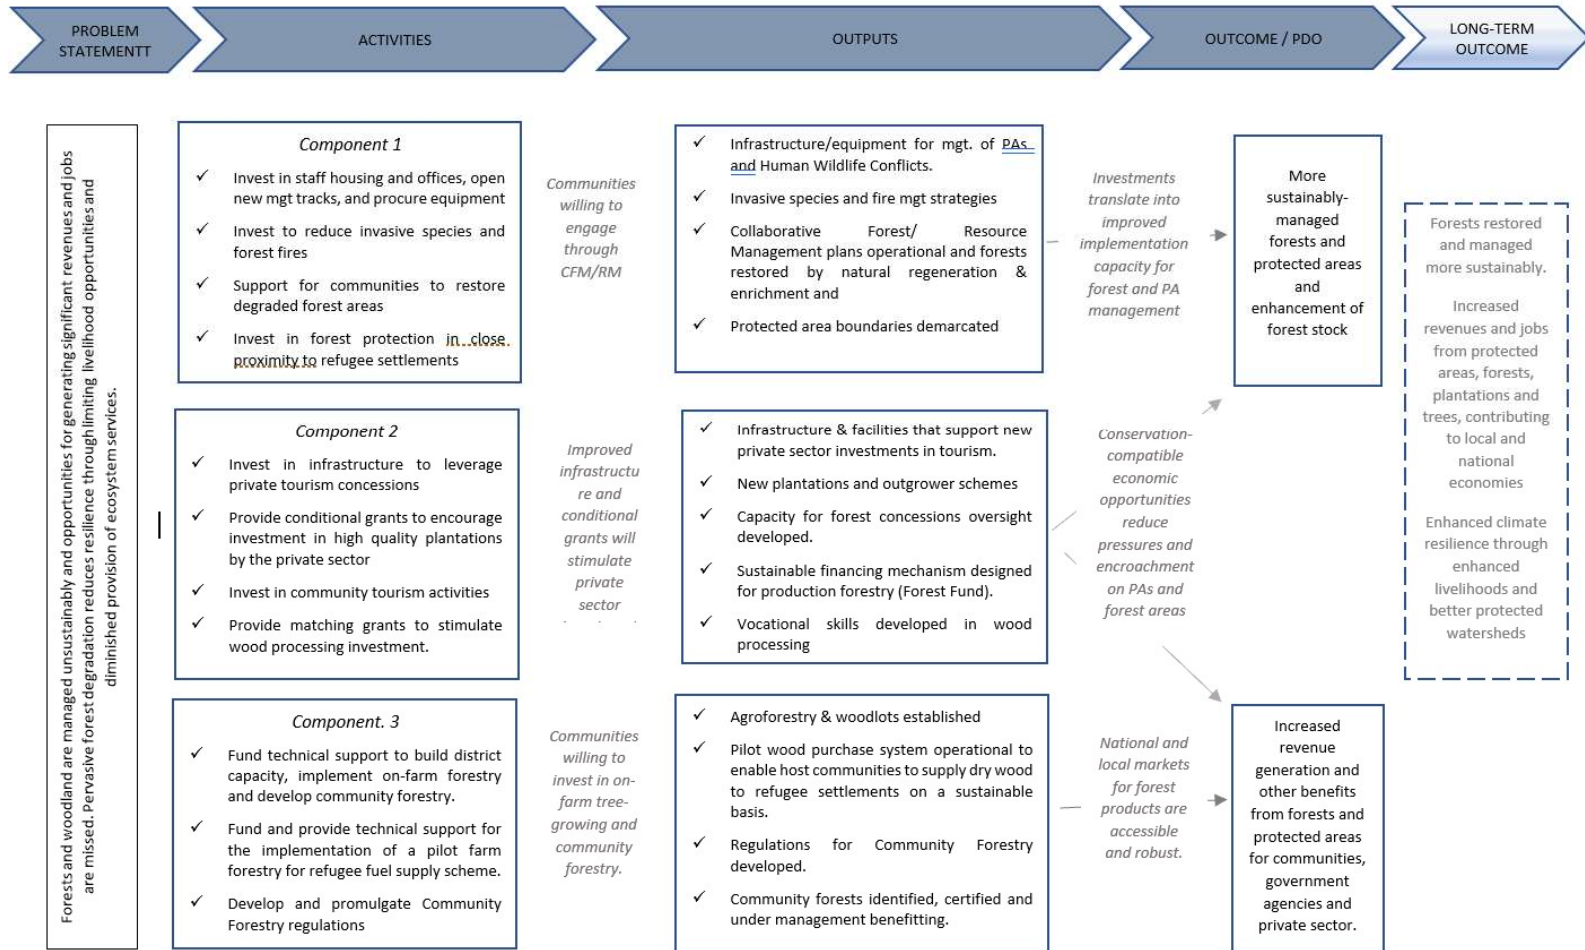 PROBLEM
STATEMENTT
ACTIVITIES
OUTPUTS
OUTCOME / PDO
LONG-TERM
OUTCOME
Forests and woodland are managed unsustainably and opportunities for generating significant revenues and jobs
are missed. Pervasive forest degradation reduces resilience through limiting livelihood opportunities and
diminished provision of ecosystem services.
Component 1
✓ Invest in staff housing and offices, open
new mgt tracks, and procure equipment
✓ Invest to reduce invasive species and
forest fires
✓ Support for communities to restore
degraded forest areas
✓ Invest in forest protection in close
proximity to refugee settlements
Communities
willing to
engage
through
CFM/RM
✓ Infrastructure/equipment for mgt. of PAs
and Human Wildlife Conflicts.
✓ Invasive species and fire mgt strategies
✓ Collaborative Forest/ Resource
Management plans operational and forests
restored by natural regeneration &
enrichment and
✓ Protected area boundaries demarcated
Investments
translate into
improved
implementation
capacity for
forest and PA
management
More
sustainably-
managed
forests and
protected areas
and
enhancement of
forest stock
Component 2
✓ Invest in infrastructure to leverage
private tourism concessions
✓ Provide conditional grants to encourage
investment in high quality plantations
by the private sector
✓ Invest in community tourism activities
✓ Provide matching grants to stimulate
wood processing investment.
Improved
infrastructu
re and
conditional
grants will
stimulate
private
sector
✓ Infrastructure & facilities that support new
private sector investments in tourism.
✓ New plantations and outgrower schemes
✓ Capacity for forest concessions oversight
developed.
✓ Sustainable financing mechanism designed
for production forestry (Forest Fund).
✓ Vocational skills developed in wood
processing
Conservation-
compatible
economic
opportunities
reduce
pressures and
encroachment
on PAs and
forest areas
Component. 3
✓ Fund technical support to build district
capacity, implement on-farm forestry
and develop community forestry.
✓ Fund and provide technical support for
the implementation of a pilot farm
forestry for refugee fuel supply scheme.
✓ Develop and promulgate Community
Forestry regulations
Communities
willing to
invest in on-
farm tree-
growing and
community
forestry.
✓ Agroforestry & woodlots established
✓ Pilot wood purchase system operational to
enable host communities to supply dry wood
to refugee settlements on a sustainable
basis.
✓ Regulations for Community Forestry
developed.
✓ Community forests identified, certified and
under management benefitting.
National and
local markets
for forest
products are
accessible
and robust.
Increased
revenue
generation and
other benefits
from forests and
protected areas
for communities,
government
agencies and
private sector.
Forests restored
and managed
more sustainably.
Increased
revenues and jobs
from protected
areas, forests,
plantations and
trees, contributing
to local and
national
economies
Enhanced climate
resilience through
enhanced
livelihoods and
better protected
watersheds